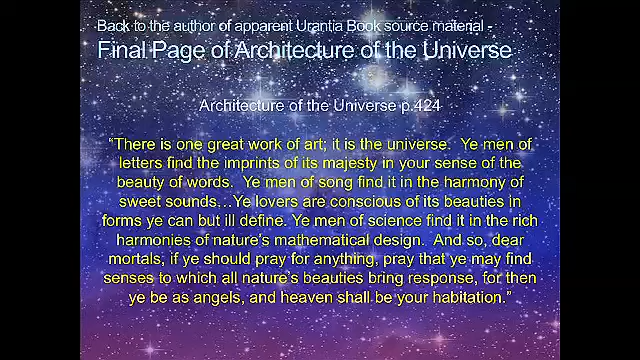 Back to the author of apparent Urantia Book source material -
Final Page of Architecture of the Universe
Architecture of the Universe p.424
“There is one great work of art; it is the universe.  Ye men of
letters find the imprints of its majesty in your sense of the
beauty of words.  Ye men of song find it in the harmony of
sweet sounds…Ye lovers are conscious of its beauties in
forms ye can but ill define. Ye men of science find it in the rich
harmonies of nature’s mathematical design.  And so, dear
mortals, if ye should pray for anything, pray that ye may find
senses to which all nature’s beauties bring response, for then
ye be as angels, and heaven shall be your habitation.”